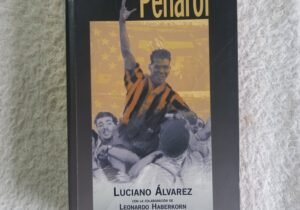 Peñarol
LUCIANO ÁLVAREZ
CON LA COLABORACIÓN DE
LEONARDO HABERKORN